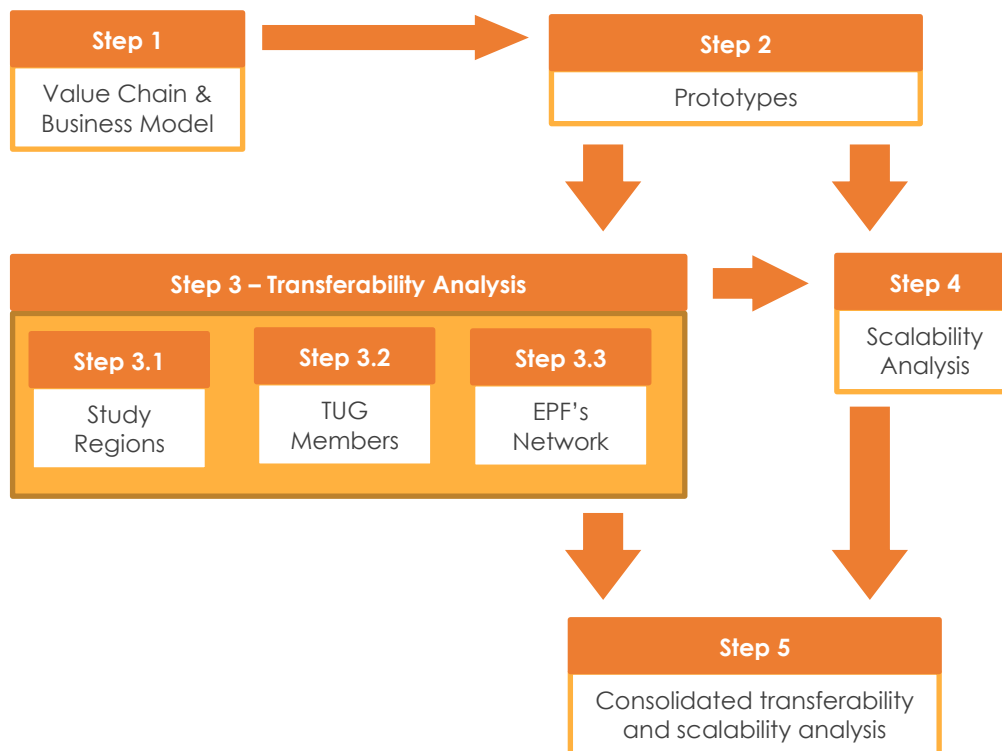 Step 1
Value Chain &
Business Model
Step 2
Prototypes
Step 3 – Transferability Analysis
Step 3.1
Study
Regions
Step 3.2
TUG
Members
Step 3.3
EPF's
Network
Step 4
Scalability
Analysis
Step 5
Consolidated transferability
and scalability analysis